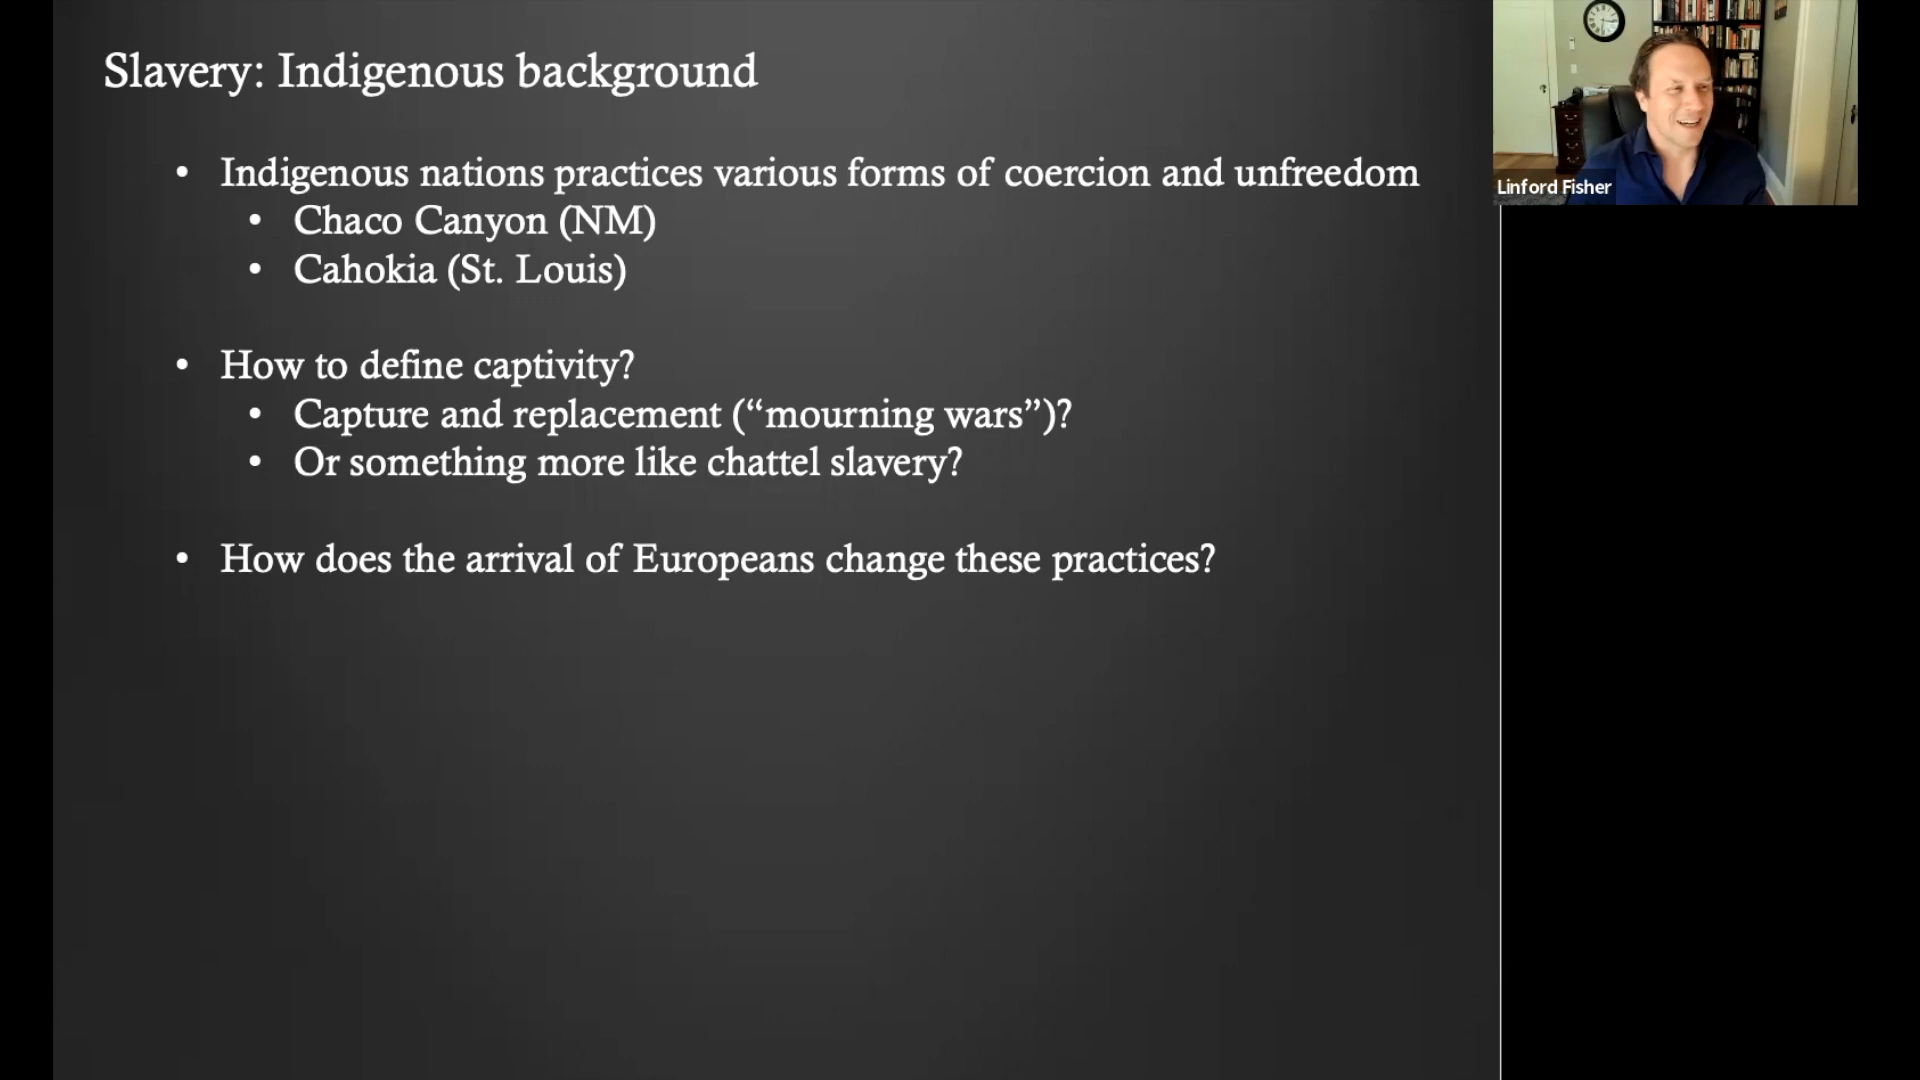 Slavery: Indigenous background
• Indigenous nations practices various forms of coercion and unfreedom
• Chaco Canyon (NM)
• Cahokia (St. Louis)
• How to define captivity?
• Capture and replacement (“mourning wars”)?
• Or something more like chattel slavery?
• How does the arrival of Europeans change these practices?
Linford Fisher